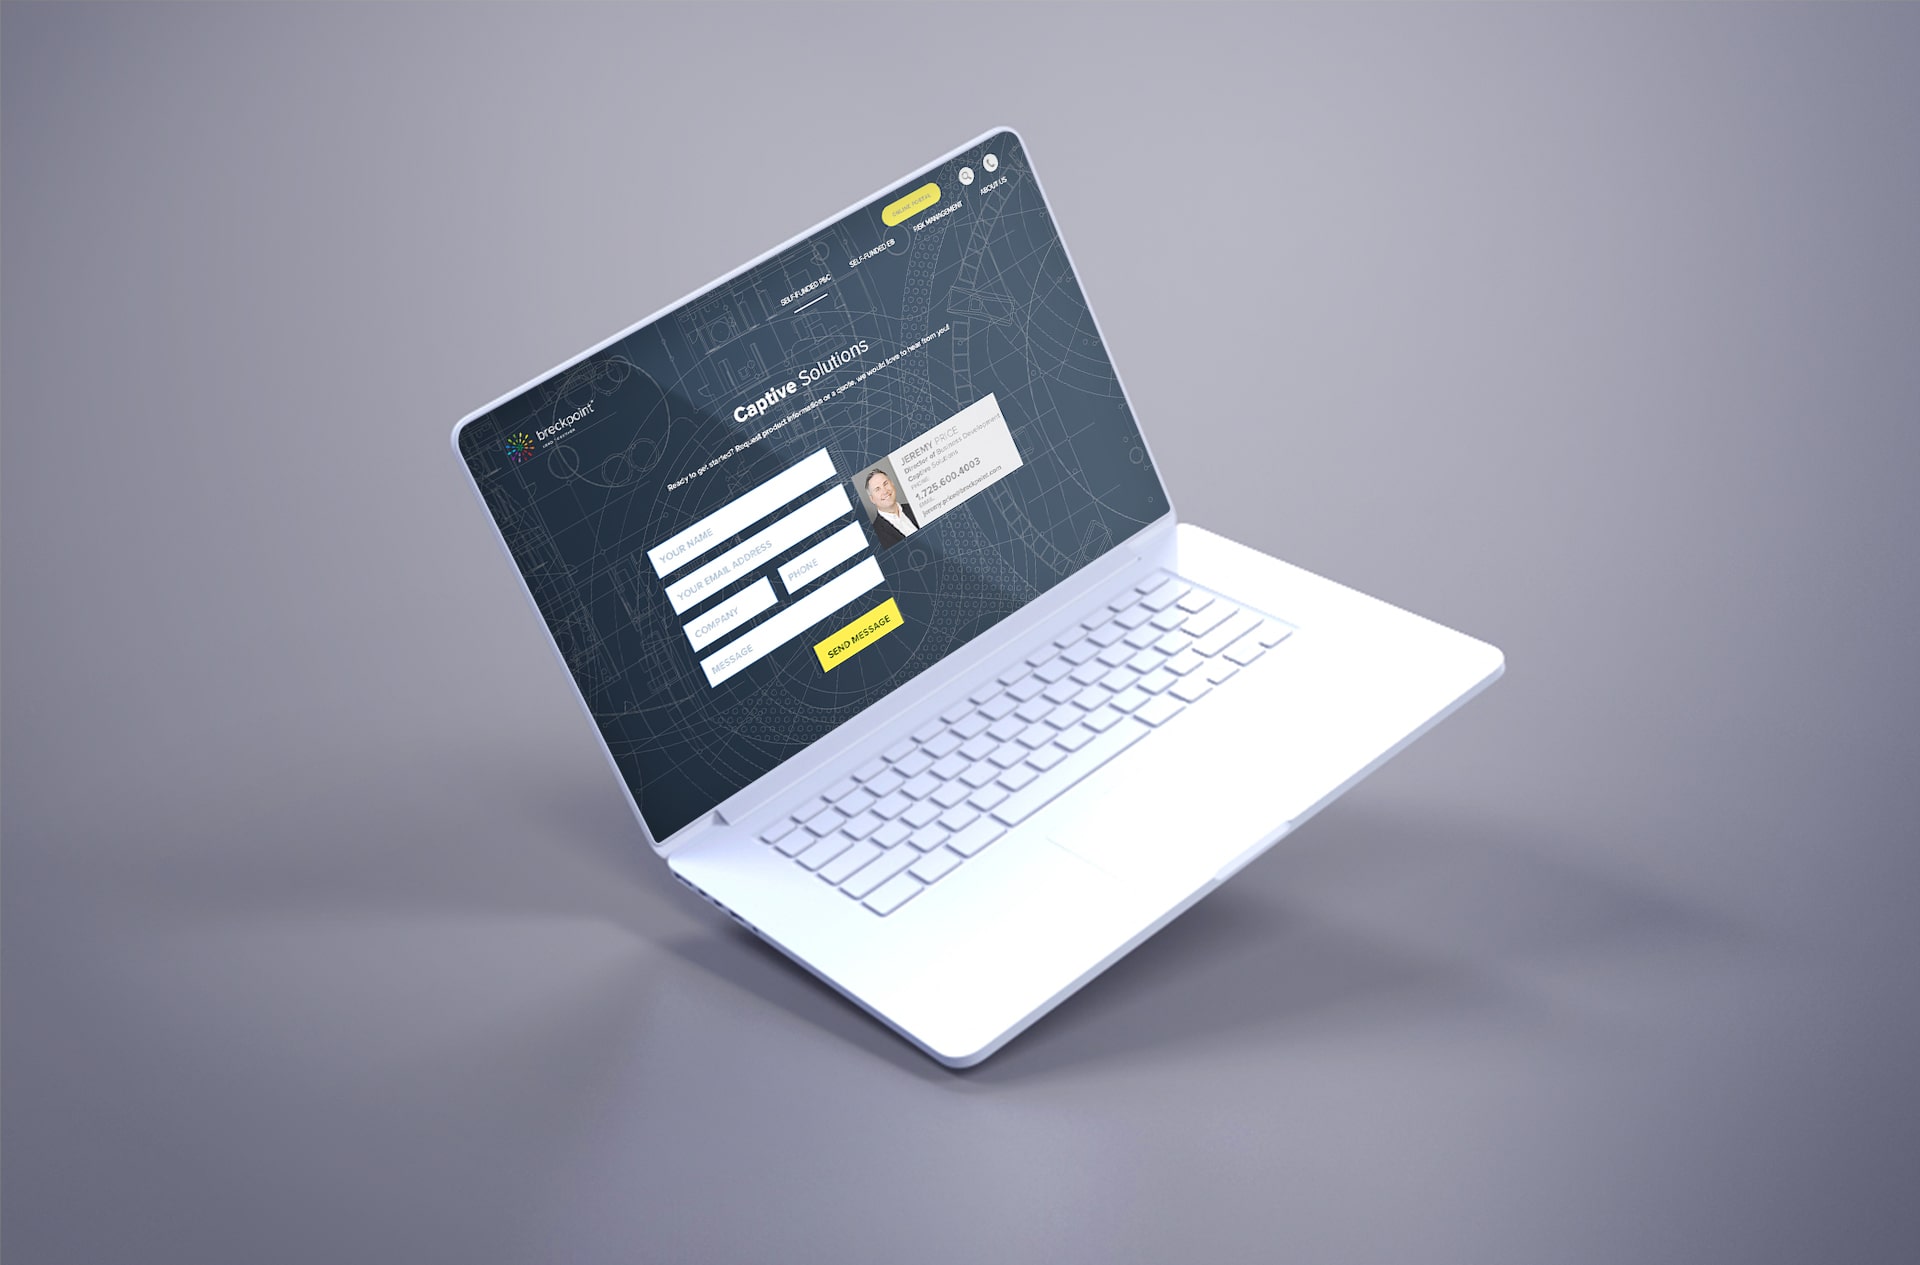 ONLINE PORTAL
SELF-FUNDED P&C
SELF-FUNDED EB
RISK MANAGEMENT
ABOUT US
breckpoint
Captive Solutions
Ready to get started? Request product information or a quote, we would love to hear from you!
YOUR NAME
YOUR EMAIL ADDRESS
COMPANY
PHONE
MESSAGE
SEND MESSAGE
JEREMY PRICE
Director of Business Development
Captive Solutions
PHONE
1.725.600.4003
EMAIL
jeremy.price@breckpoint.com